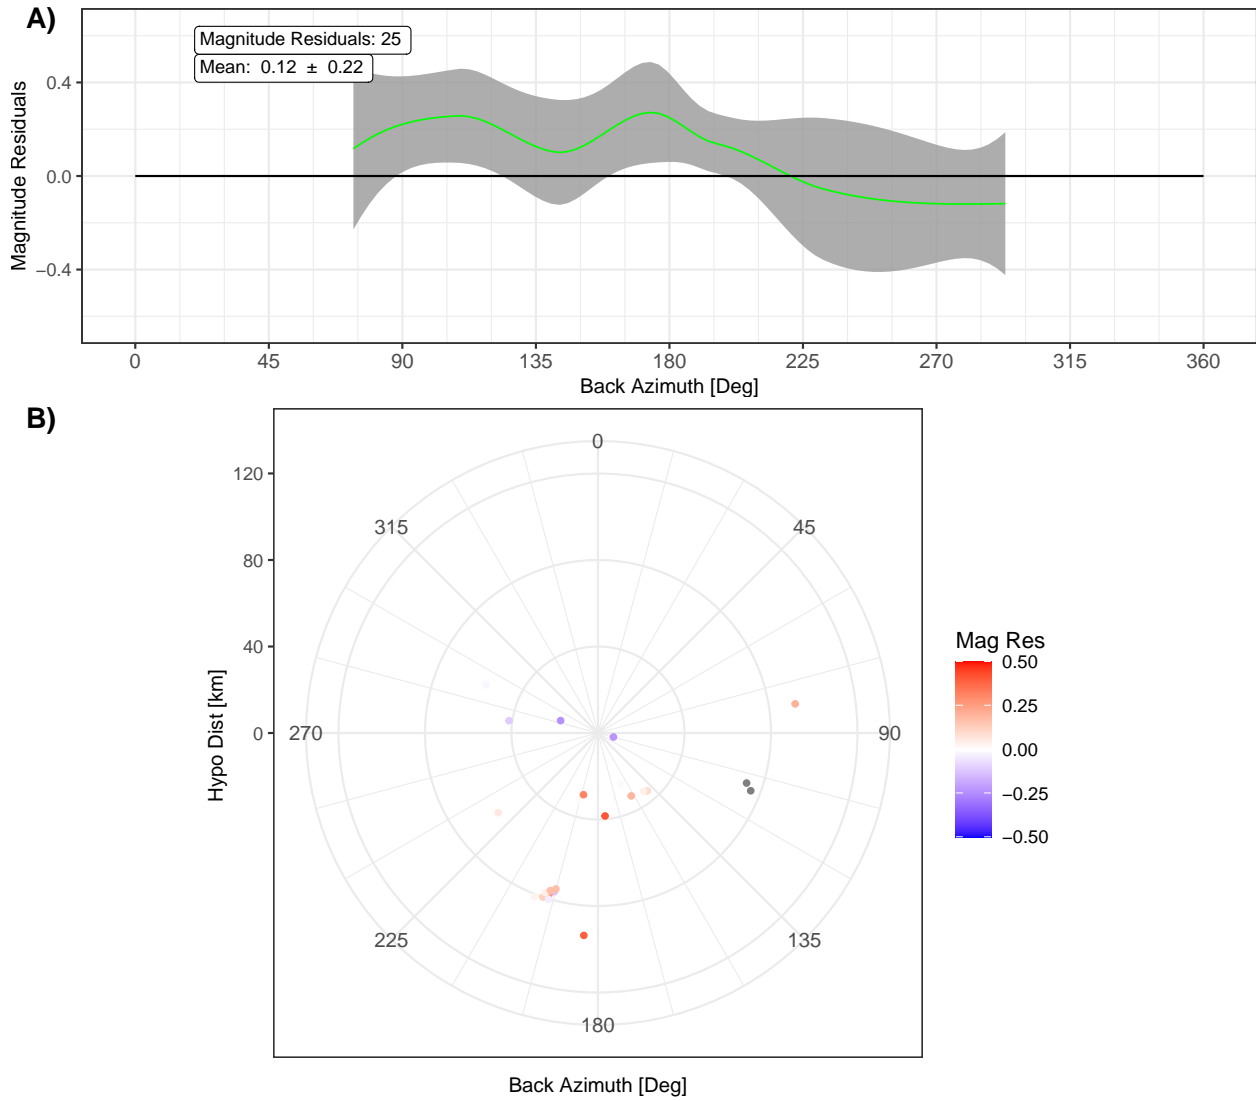 A)
Magnitude Residuals: 25
Mean: 0.12 ± 0.22
Magnitude Residuals
0.4
0.0
−0.4
0 45 90 135 180 225 270 315 360
Back Azimuth [Deg]
B)
Hypo Dist [km]
120
80
40
0
0
45
90
135
180
225
270
315
Back Azimuth [Deg]
Mag Res
0.50
0.25
0.00
−0.25
−0.50